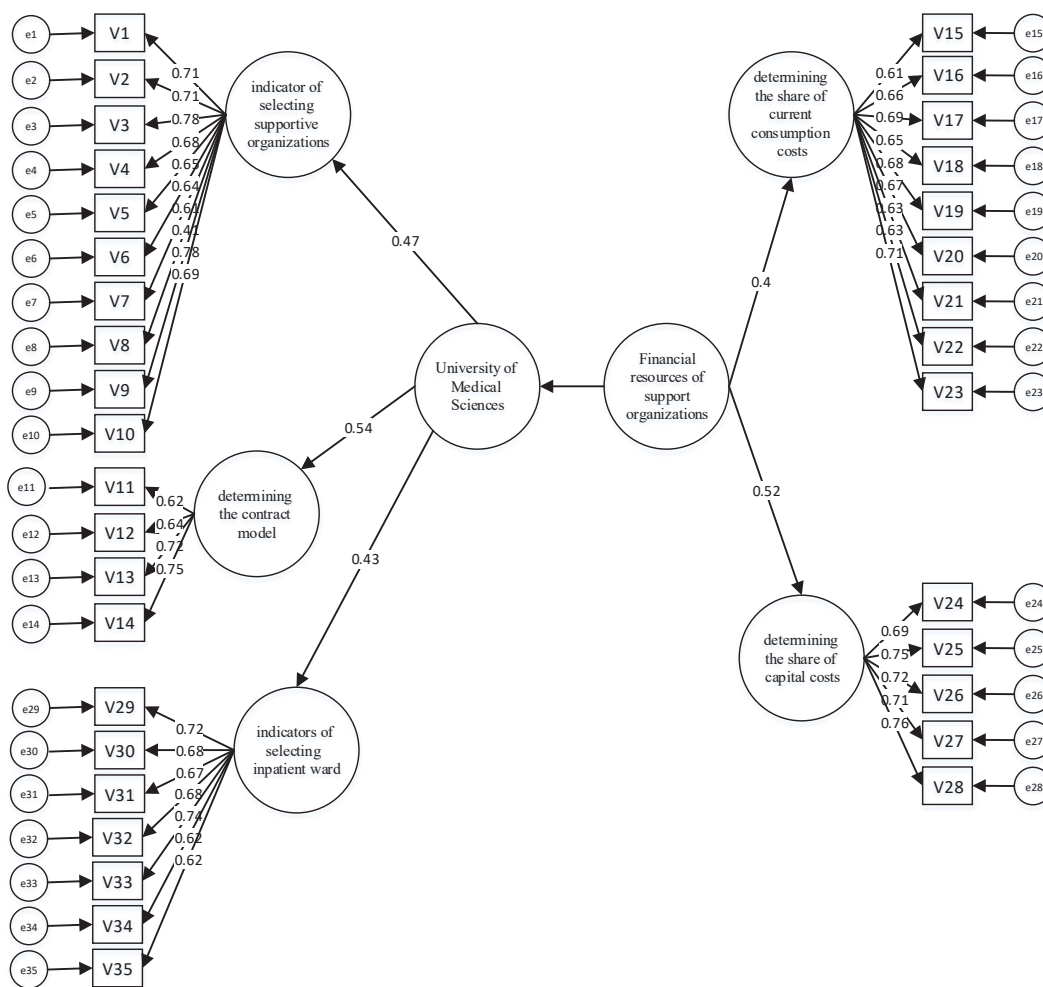 e1
V1
e2
V2
e3
V3
e4
V4
e5
V5
e6
V6
e7
V7
e8
V8
e9
V9
e10
V10
0.71
0.71
0.78
0.68
0.65
0.64
0.61
0.41
0.78
0.69
indicator of
selecting
supportive
organizations
0.47
e11
V11
e12
V12
e13
V13
e14
V14
0.62
0.64
0.72
0.75
determining
the contract
model
0.54
e29
V29
e30
V30
e31
V31
e32
V32
e33
V33
e34
V34
e35
V35
0.72
0.68
0.67
0.68
0.74
0.62
0.62
indicators of
selecting
inpatient ward
0.43
University of
Medical
Sciences
Financial
resources of
support
organizations
0.4
0.52
determining
the share of
current
consumption
costs
0.61
0.66
0.69
0.65
0.68
0.67
0.63
0.63
0.71
V15
e15
V16
e16
V17
e17
V18
e18
V19
e19
V20
e20
V21
e21
V22
e22
V23
e23
determining
the share of
capital costs
0.69
0.75
0.72
0.71
0.76
V24
e24
V25
e25
V26
e26
V27
e27
V28
e28